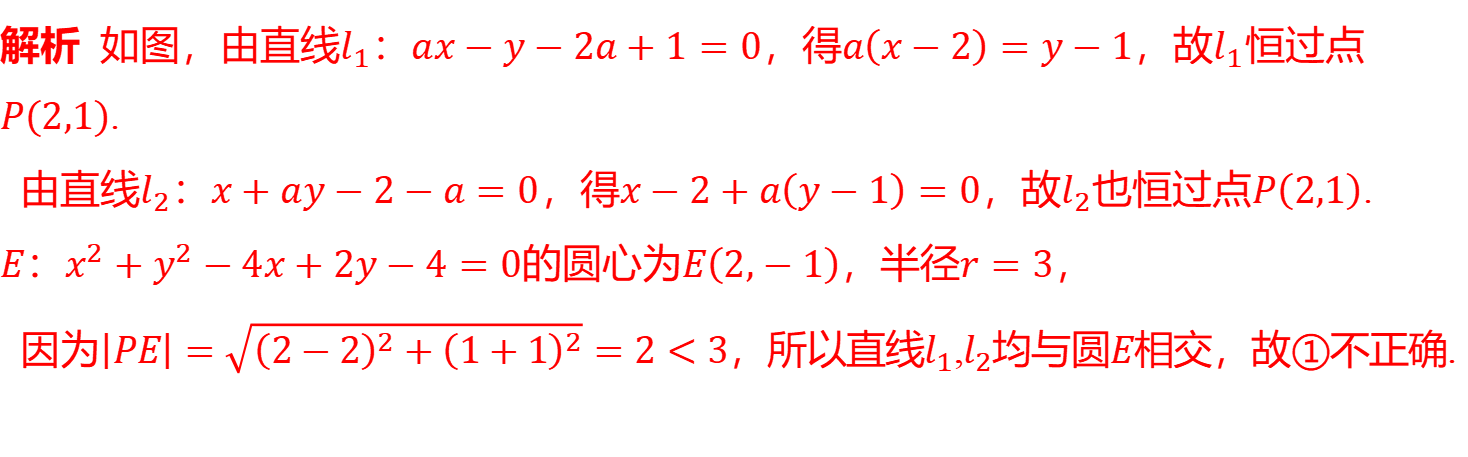 解析 如图，由直线l₁：ax − y − 2a + 1 = 0，得a(x − 2) = y − 1，故l₁恒过点
P(2,1).
由直线l₂：x + ay − 2 − a = 0，得x − 2 + a(y − 1) = 0，故l₂也恒过点P(2,1).
E：x² + y² − 4x + 2y − 4 = 0的圆心为E(2, − 1)，半径r = 3，
因为|PE| = √((2 − 2)² + (1 + 1)²) = 2 < 3，所以直线l₁,l₂均与圆E相交，故①不正确.